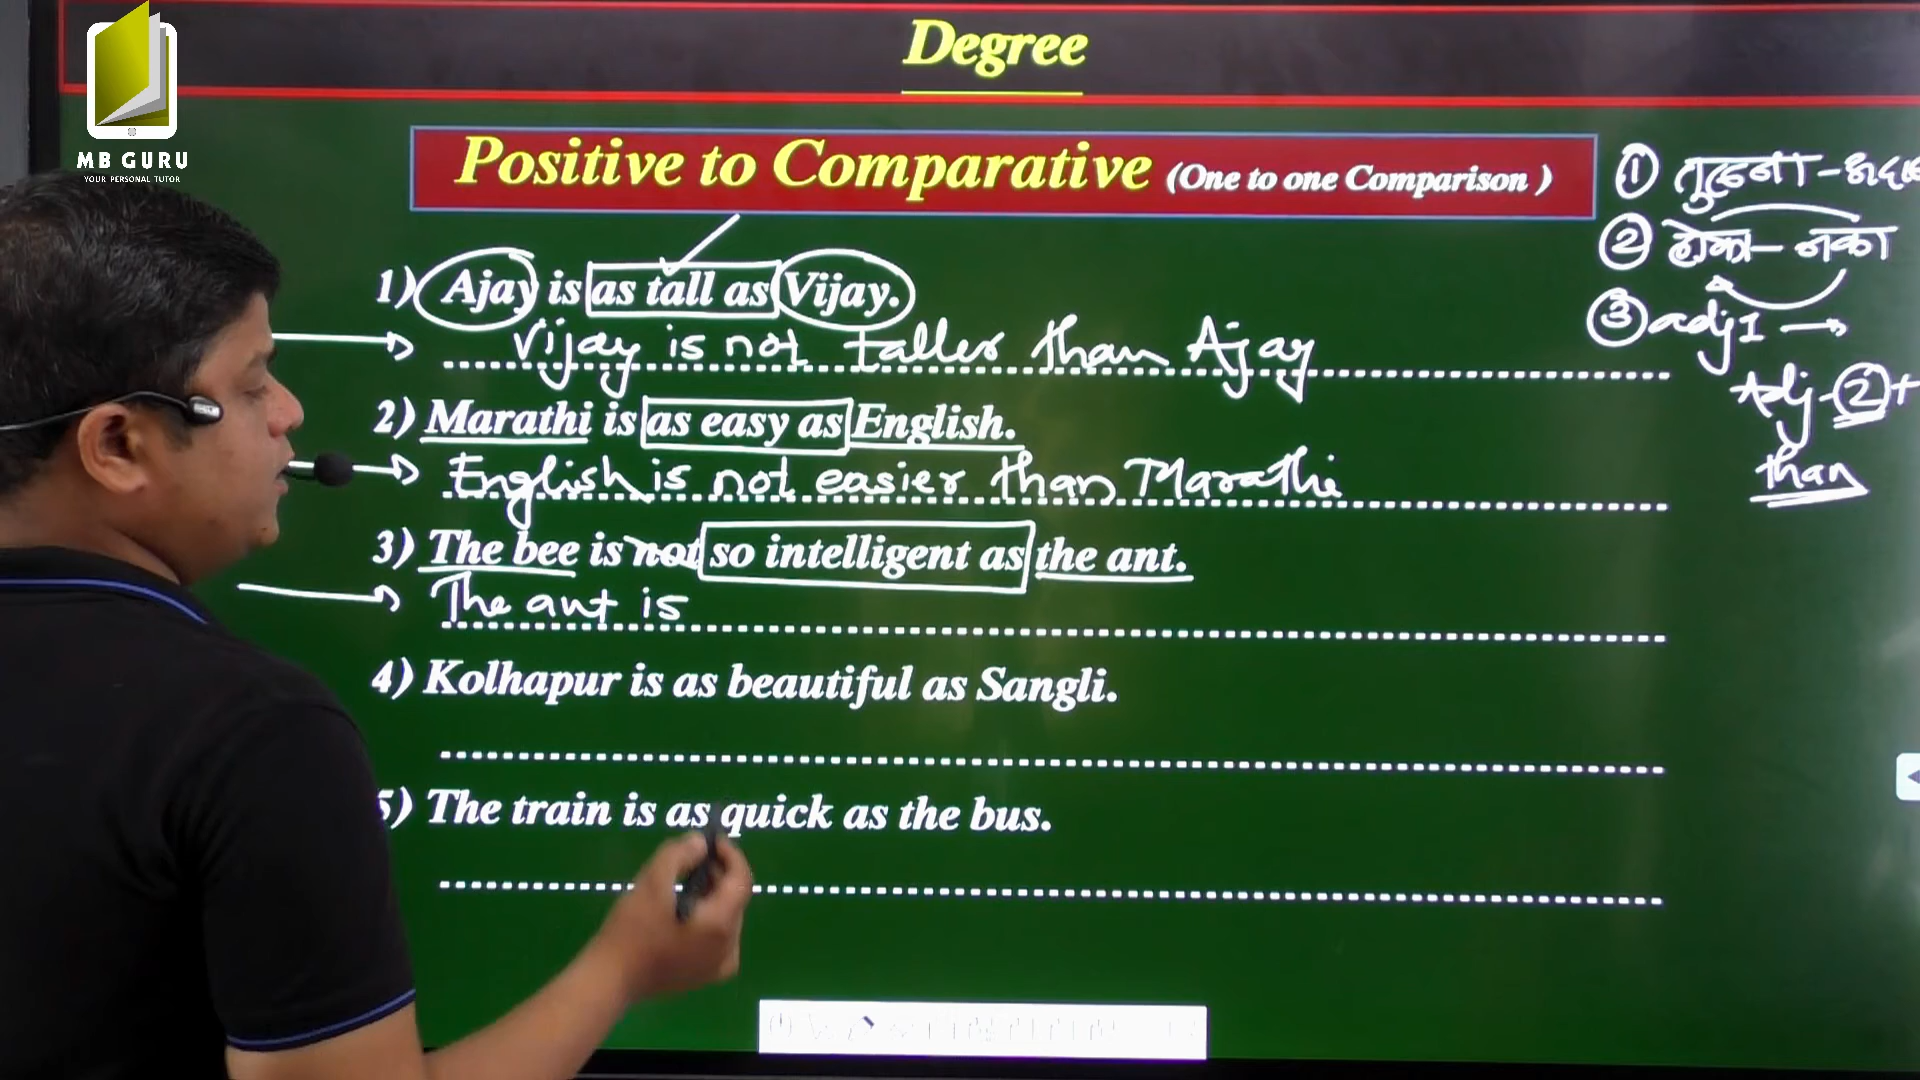 MB GURU
YOUR PERSONAL TUTOR
Degree
Positive to Comparative (One to one Comparison )
1) Ajay is as tall as Vijay.
Vijay is not taller than Ajay
2) Marathi is as easy as English.
English is not easier than Marathi
3) The bee is not so intelligent as the ant.
The ant is
4) Kolhapur is as beautiful as Sangli.
5) The train is as quick as the bus.
① तुलना -
② होका - नका
③ adj 1 →
Adj - ② +
than